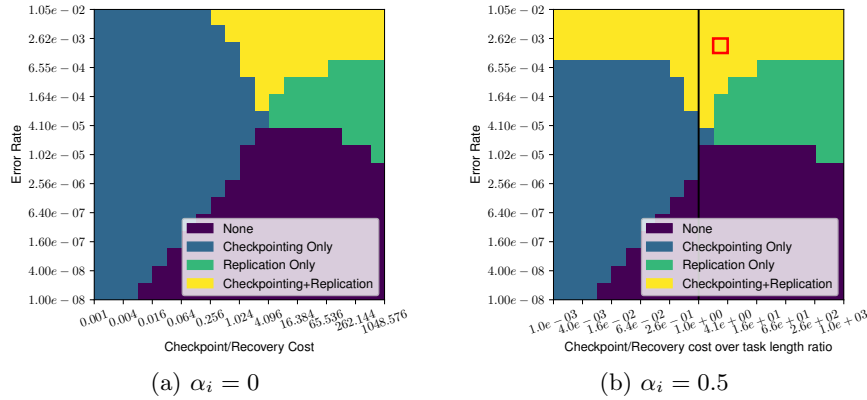 1.05e − 02
2.62e − 03
6.55e − 04
1.64e − 04
4.10e − 05
1.02e − 05
2.56e − 06
6.40e − 07
1.60e − 07
4.00e − 08
1.00e − 08
Error Rate
None
Checkpointing Only
Replication Only
Checkpointing+Replication
0.001
0.004
0.016
0.064
0.256
1.024
4.096
16.384
65.536
262.144
1048.576
Checkpoint/Recovery Cost
(a) αᵢ = 0
1.05e − 02
2.62e − 03
6.55e − 04
1.64e − 04
4.10e − 05
1.02e − 05
2.56e − 06
6.40e − 07
1.60e − 07
4.00e − 08
1.00e − 08
Error Rate
None
Checkpointing Only
Replication Only
Checkpointing+Replication
1.0e − 03
4.0e − 03
1.6e − 02
6.4e − 02
2.6e − 01
1.0e + 00
4.1e + 00
1.6e + 01
6.6e + 01
2.6e + 02
1.0e + 03
Checkpoint/Recovery cost over task length ratio
(b) αᵢ = 0.5